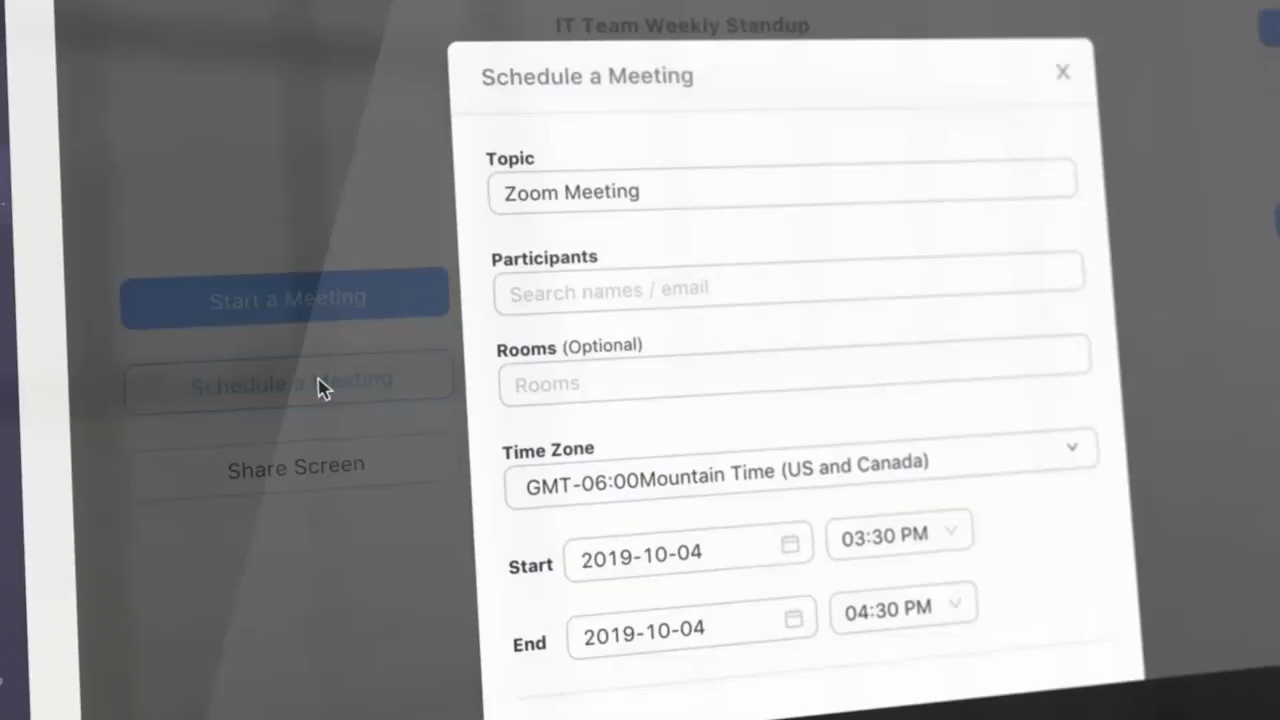 IT Team Weekly Standup
Schedule a Meeting
X
Topic
Zoom Meeting
Participants
Search names / email
Start a Meeting
Rooms (Optional)
Rooms
Schedule a Meeting
Time Zone
GMT-06:00Mountain Time (US and Canada)
Share Screen
Start 2019-10-04 03:30 PM
End 2019-10-04 04:30 PM